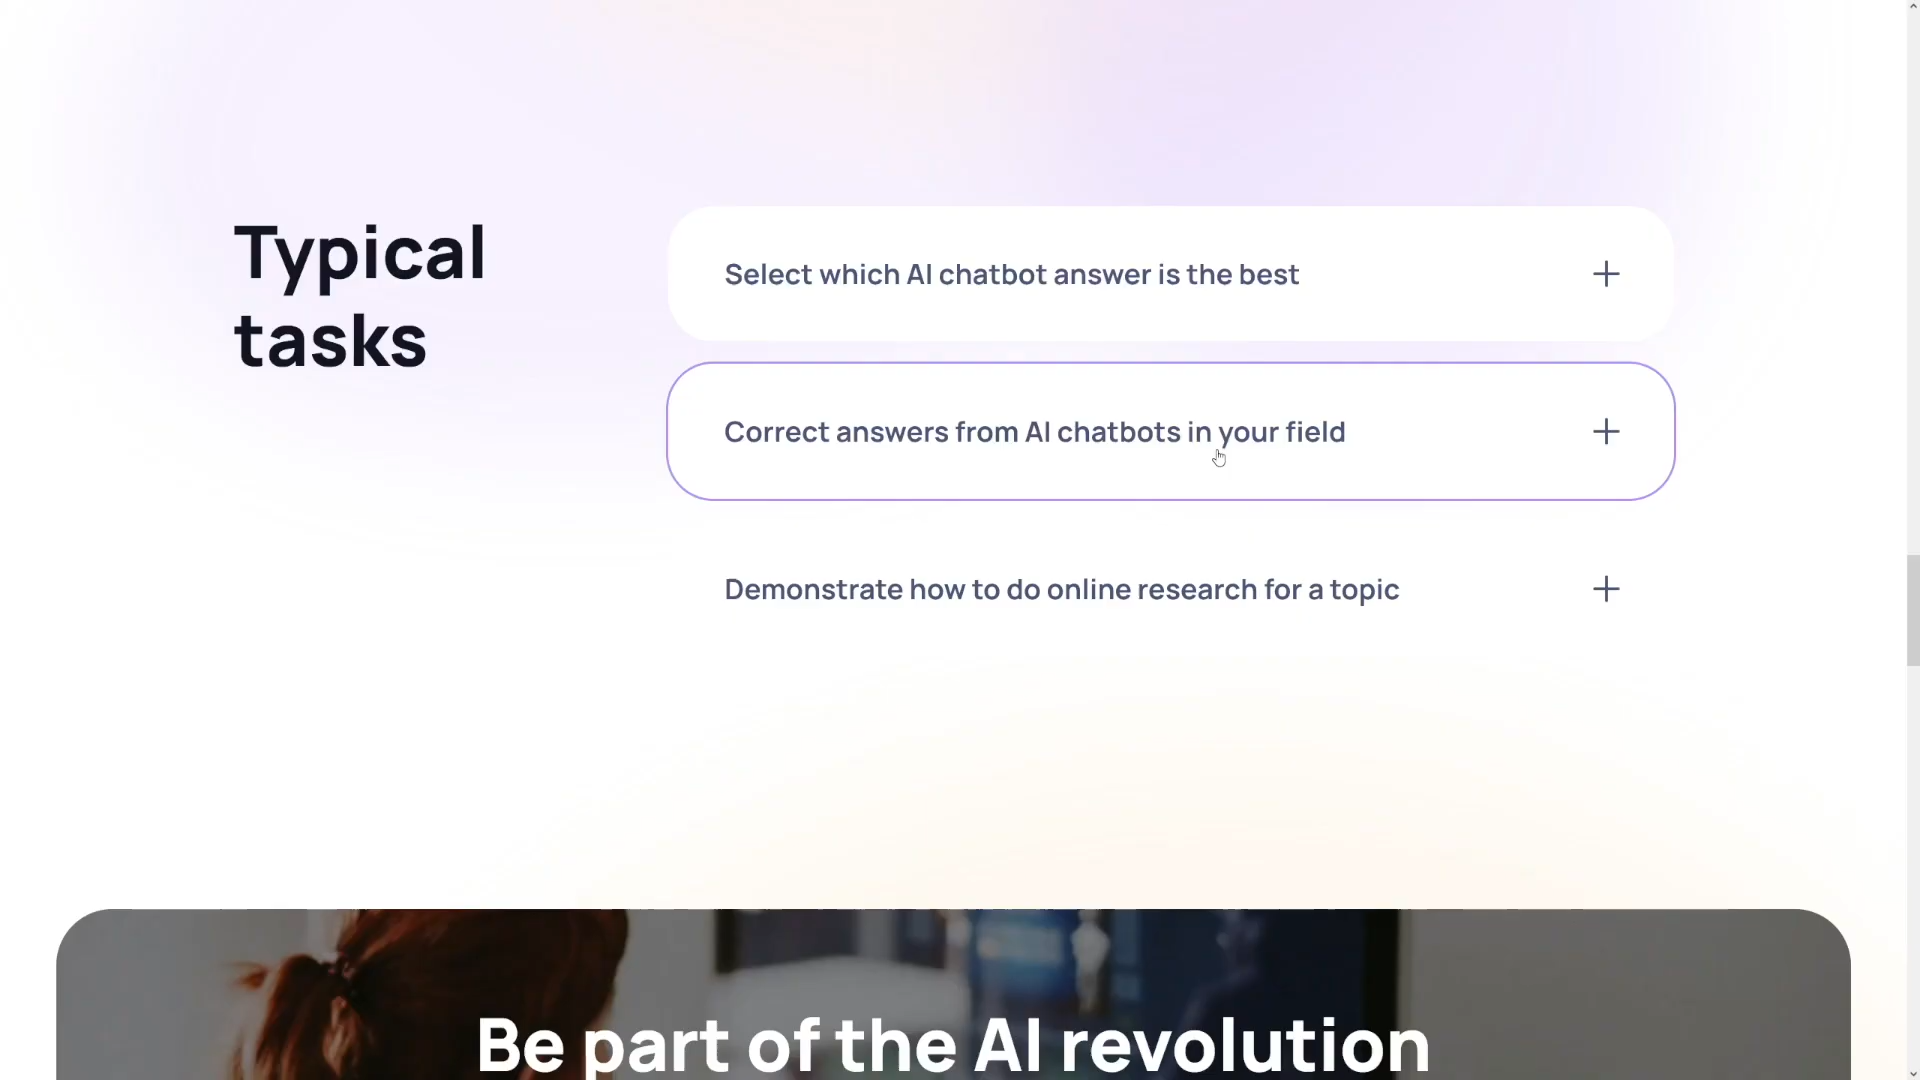 Typical
tasks
Select which AI chatbot answer is the best
Correct answers from AI chatbots in your field
Demonstrate how to do online research for a topic
Be part of the AI revolution